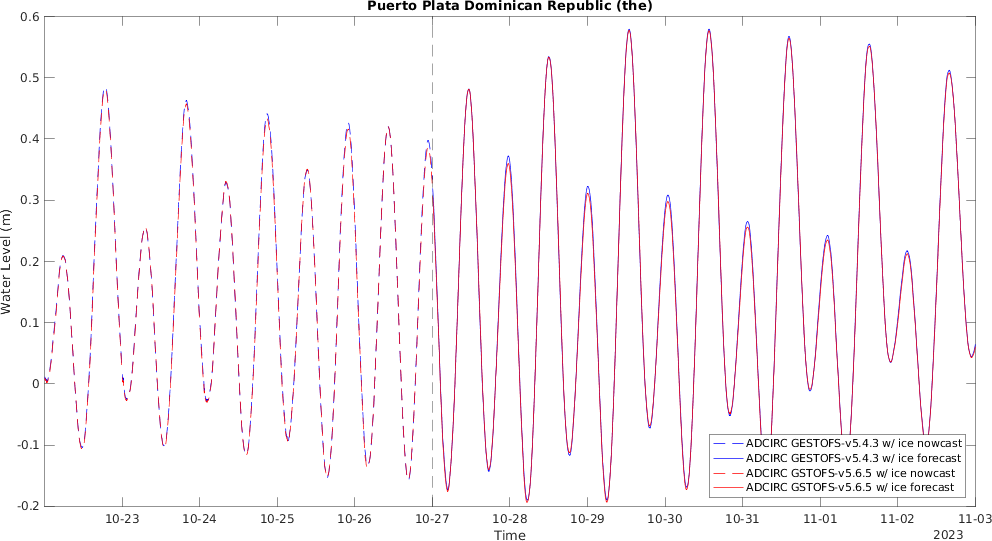 Puerto Plata Dominican Republic (the)
0.6
0.5
0.4
0.3
0.2
0.1
0
-0.1
-0.2
Water Level (m)
ADCIRC GESTOFS-v5.4.3 w/ ice nowcast
ADCIRC GESTOFS-v5.4.3 w/ ice forecast
ADCIRC GSTOFS-v5.6.5 w/ ice nowcast
ADCIRC GSTOFS-v5.6.5 w/ ice forecast
10-23 10-24 10-25 10-26 10-27 10-28 10-29 10-30 10-31 11-01 11-02 11-03
Time
2023